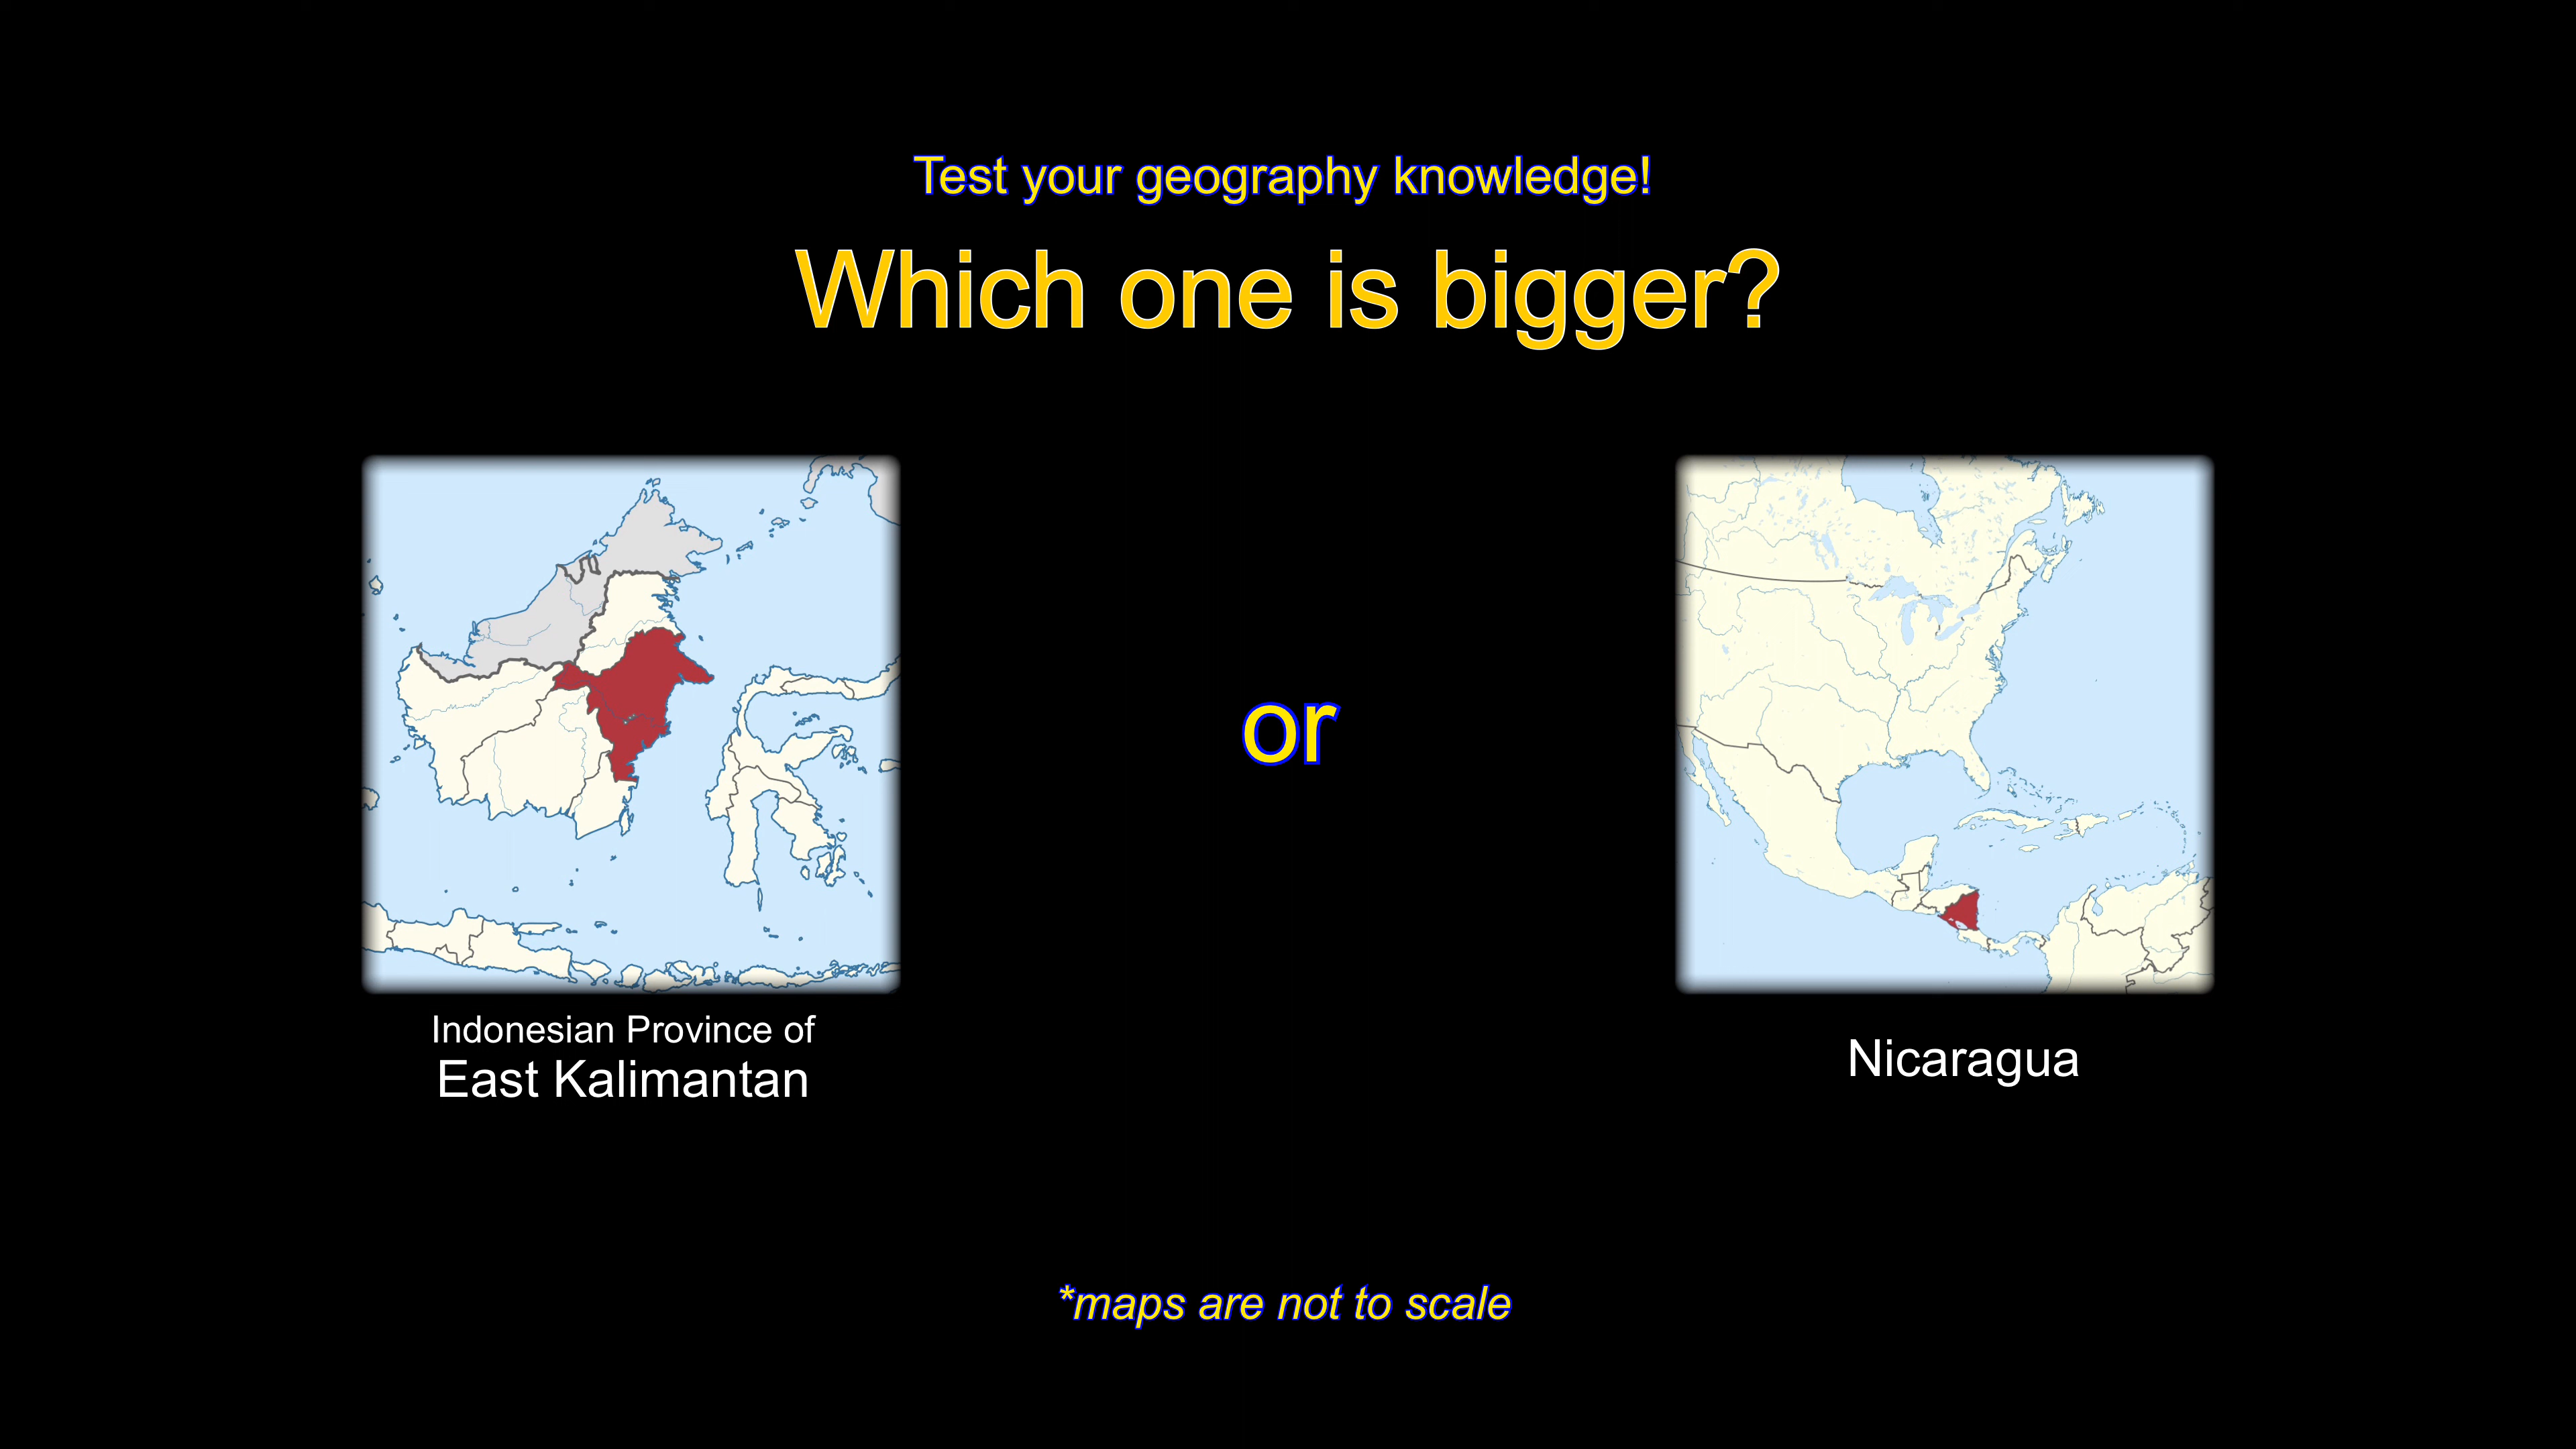 Test your geography knowledge!
Which one is bigger?
or
Indonesian Province of
East Kalimantan
Nicaragua
*maps are not to scale